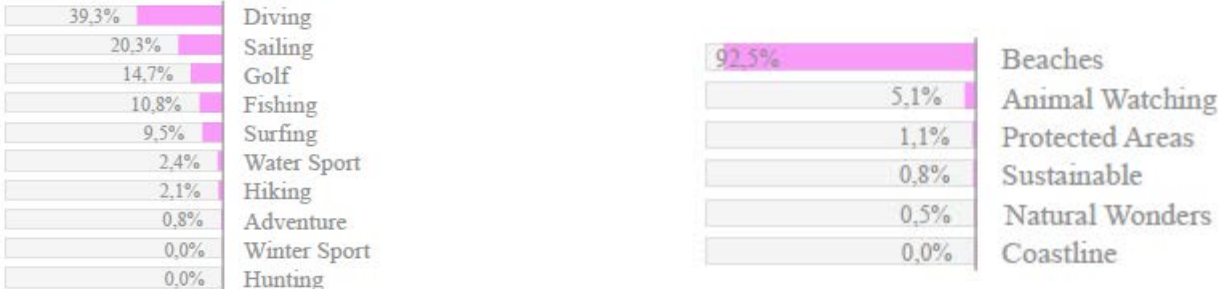 39,3% Diving
20,3% Sailing
14,7% Golf
10,8% Fishing
9,5% Surfing
2,4% Water Sport
2,1% Hiking
0,8% Adventure
0,0% Winter Sport
0,0% Hunting
92,5% Beaches
5,1% Animal Watching
1,1% Protected Areas
0,8% Sustainable
0,5% Natural Wonders
0,0% Coastline